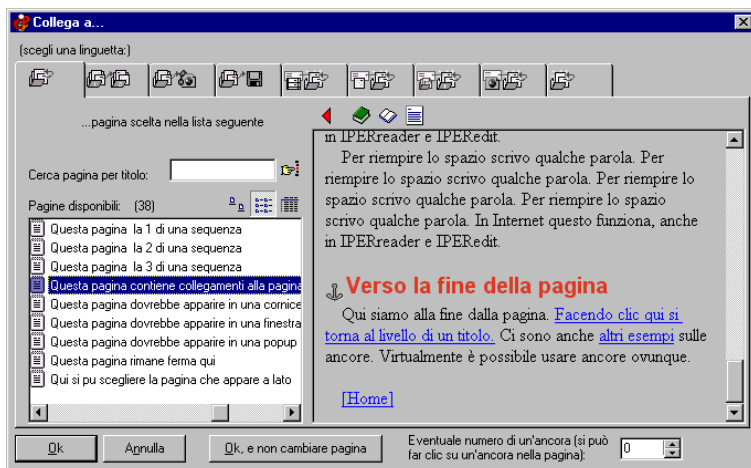 Collega a...
(scegli una linguetta:)
...pagina scelta nella lista seguente
Cerca pagina per titolo:
Pagine disponibili: (38)
Questa pagina la 1 di una sequenza
Questa pagina la 2 di una sequenza
Questa pagina la 3 di una sequenza
Questa pagina contiene collegamenti alla pagina
Questa pagina dovrebbe apparire in una cornice
Questa pagina dovrebbe apparire in una finestra
Questa pagina dovrebbe apparire in una popup
Questa pagina rimane ferma qui
Qui si pu scegliere la pagina che appare a lato
in IPERreader e IPERedit.
Per riempire lo spazio scrivo qualche parola. Per
riempire lo spazio scrivo qualche parola. Per riempire lo
spazio scrivo qualche parola. Per riempire lo spazio
scrivo qualche parola. In Internet questo funziona, anche
in IPERreader e IPERedit.
Verso la fine della pagina
Qui siamo alla fine dalla pagina. Facendo clic qui si
torna al livello di un titolo. Ci sono anche altri esempi sulle
ancore. Virtualmente è possibile usare ancore ovunque.
[Home]
Ok
Annulla
Ok, e non cambiare pagina
Eventuale numero di un'ancora (si può
far clic su un'ancora nella pagina):
0